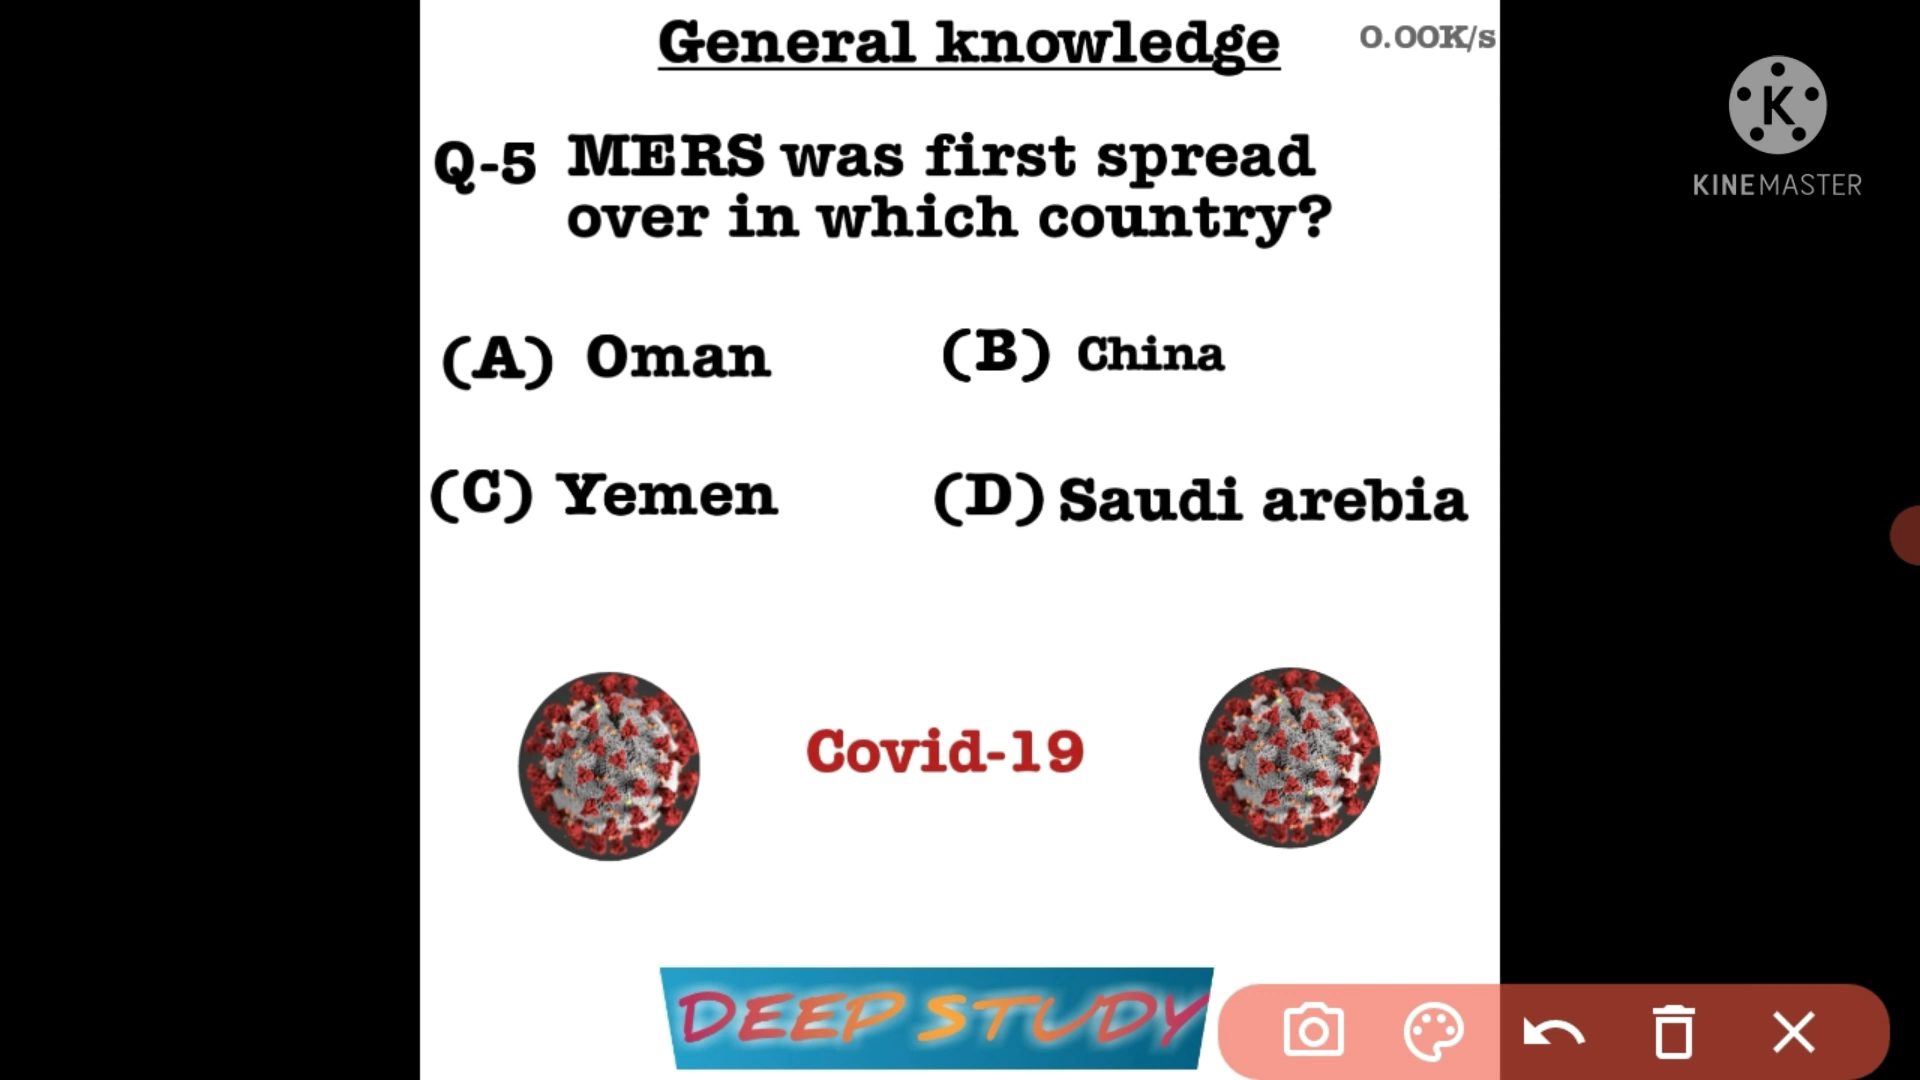 General knowledge
0.00K/s
K
KINEMASTER
Q-5 MERS was first spread
over in which country?
(A) Oman (B) China
(C) Yemen (D) Saudi arebia
Covid-19
DEEP STUDY